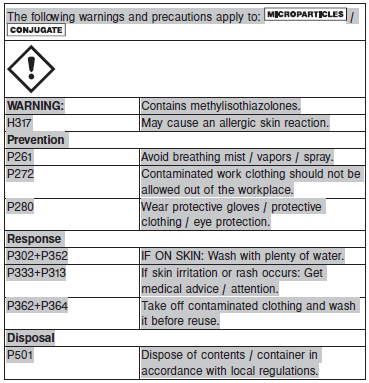 The following warnings and precautions apply to: MICROPARTICLES /
CONJUGATE
WARNING: Contains methylisothiazolones.
H317 May cause an allergic skin reaction.
Prevention
P261 Avoid breathing mist / vapors / spray.
P272 Contaminated work clothing should not be
allowed out of the workplace.
P280 Wear protective gloves / protective
clothing / eye protection.
Response
P302+P352 IF ON SKIN: Wash with plenty of water.
P333+P313 If skin irritation or rash occurs: Get
medical advice / attention.
P362+P364 Take off contaminated clothing and wash
it before reuse.
Disposal
P501 Dispose of contents / container in
accordance with local regulations.